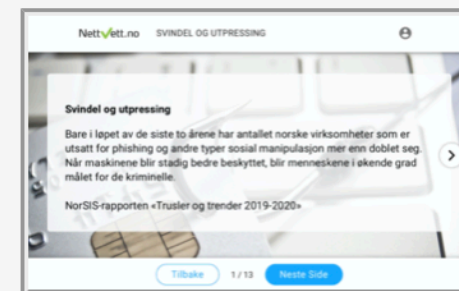 NettVett.no SVINDEL OG UTPRESSING
Svindel og utpressing
Bare i løpet av de siste to årene har antallet norske virksomheter som er
utsatt for phishing og andre typer sosial manipulasjon mer enn doblet seg.
Når maskinene blir stadig bedre beskyttet, blir menneskene i økende grad
målet for de kriminelle.
NorSIS-rapporten «Trusler og trender 2019-2020»
Tilbake 1/13 Neste Side